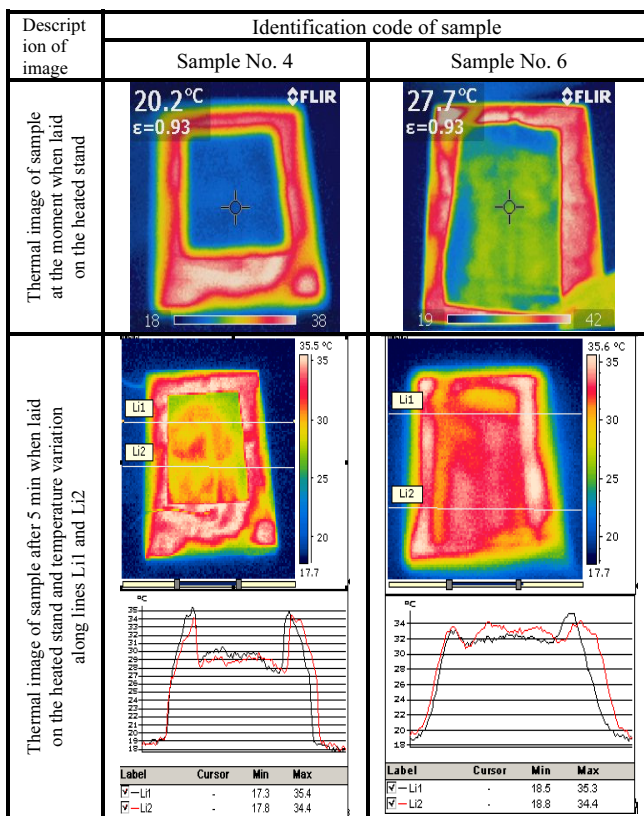 Descript
ion of
image
Identification code of sample
Sample No. 4
Sample No. 6
Thermal image of sample
at the moment when laid
on the heated stand
20.2°C
ε=0.93
FLIR
18
38
27.7°C
ε=0.93
FLIR
19
42
Thermal image of sample after 5 min when laid
on the heated stand and temperature variation
along lines Li1 and Li2
35.5 °C
35
30
25
20
17.7
Li1
Li2
35.6 °C
35
30
25
20
17.7
Li1
Li2
°C
35
34
33
32
31
30
29
28
27
26
25
24
23
22
21
20
19
18
Label Cursor Min Max
Li1 - 17.3 35.4
Li2 - 17.8 34.4
°C
34
32
30
28
26
24
22
20
18
Label Cursor Min Max
Li1 - 18.5 35.3
Li2 - 18.8 34.4